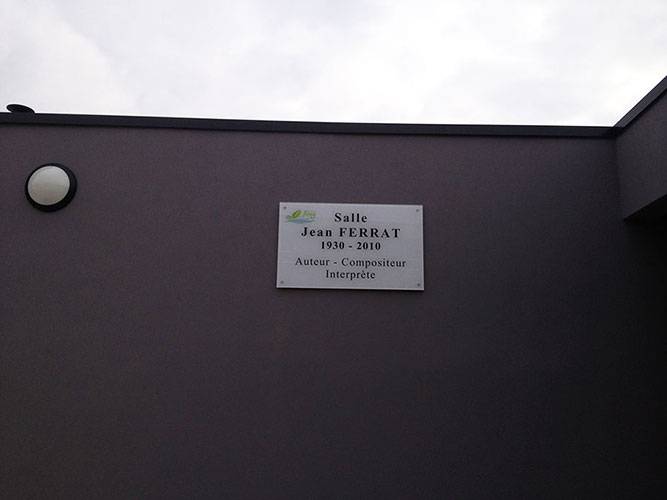 Salle
Jean FERRAT
1930 - 2010
Auteur - Compositeur
Interprète